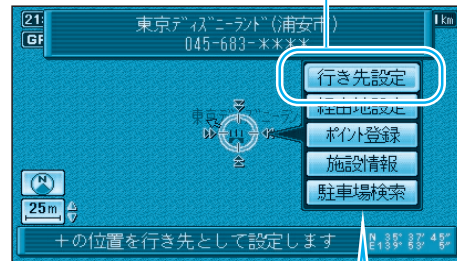 東京ディズニーランド(浦安市)
045-683-****
21
1km
GP
行き先設定
経由地設定
ポイント登録
施設情報
駐車場検索
25m
+の位置を行き先として設定します
N 35° 37' 45"
E139° 53' 5"